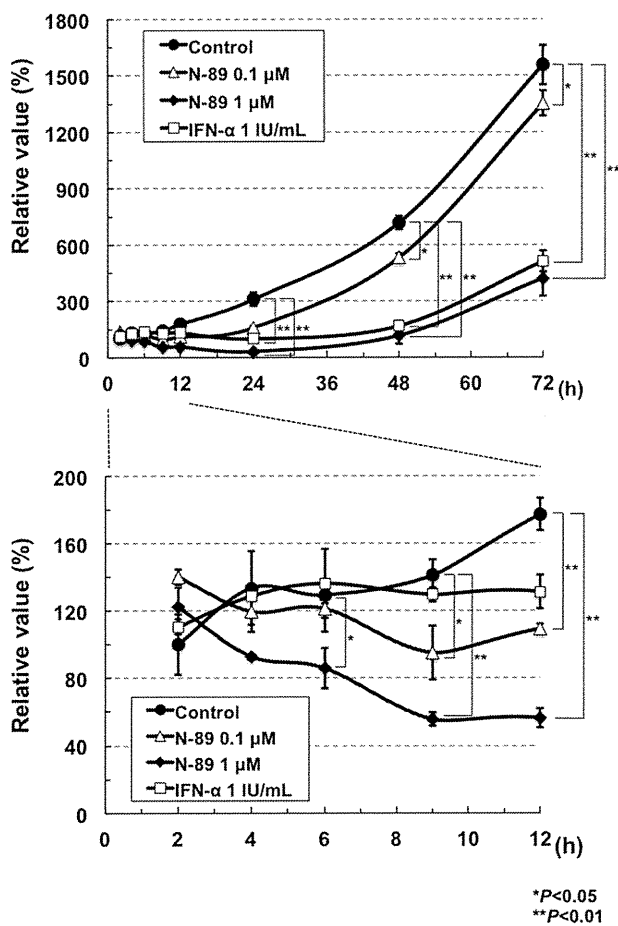 1800
1500
1200
900
600
300
0
Relative value (%)
Control
N-89 0.1 μM
N-89 1 μM
IFN-α 1 IU/mL
*
**
**
*
**
**
**
**
0 12 24 36 48 60 72 (h)
200
160
120
80
40
0
Relative value (%)
**
**
*
*
**
Control
N-89 0.1 μM
N-89 1 μM
IFN-α 1 IU/mL
0 2 4 6 8 10 12 (h)
*P<0.05
**P<0.01